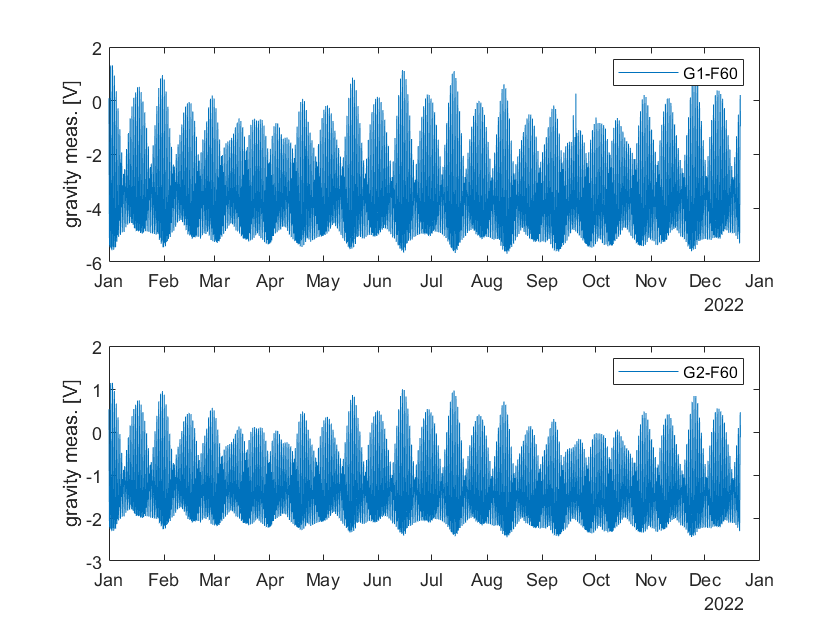 gravity meas. [V]
2
0
-2
-4
-6
G1-F60
Jan Feb Mar Apr May Jun Jul Aug Sep Oct Nov Dec Jan
2022
gravity meas. [V]
2
1
0
-1
-2
-3
G2-F60
Jan Feb Mar Apr May Jun Jul Aug Sep Oct Nov Dec Jan
2022